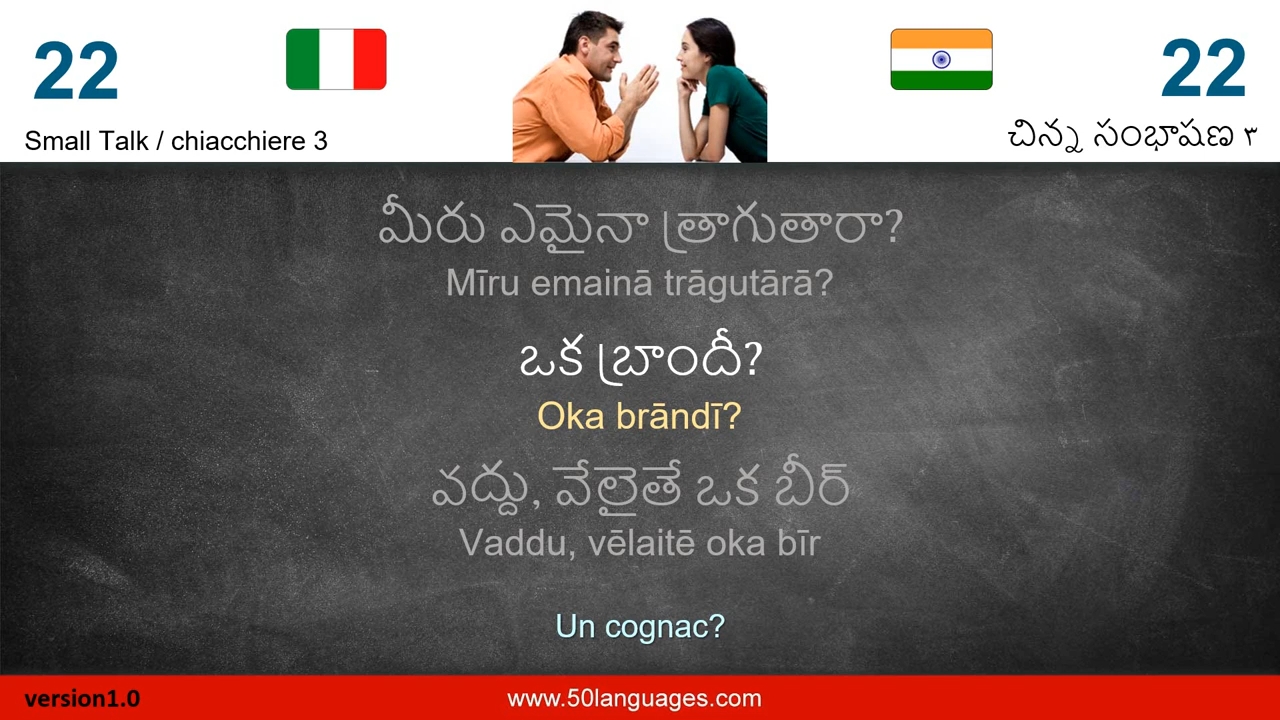 22
22
Small Talk / chiacchiere 3
చిన్న సంభాషణ ౩
మీరు ఎమైనా త్రాగుతారా?
Mīru emainā trāgutārā?
ఒక బ్రాందీ?
Oka brāndī?
వద్దు, వేలైతే ఒక బీర్
Vaddu, vēlaitē oka bīr
Un cognac?
version1.0
www.50languages.com